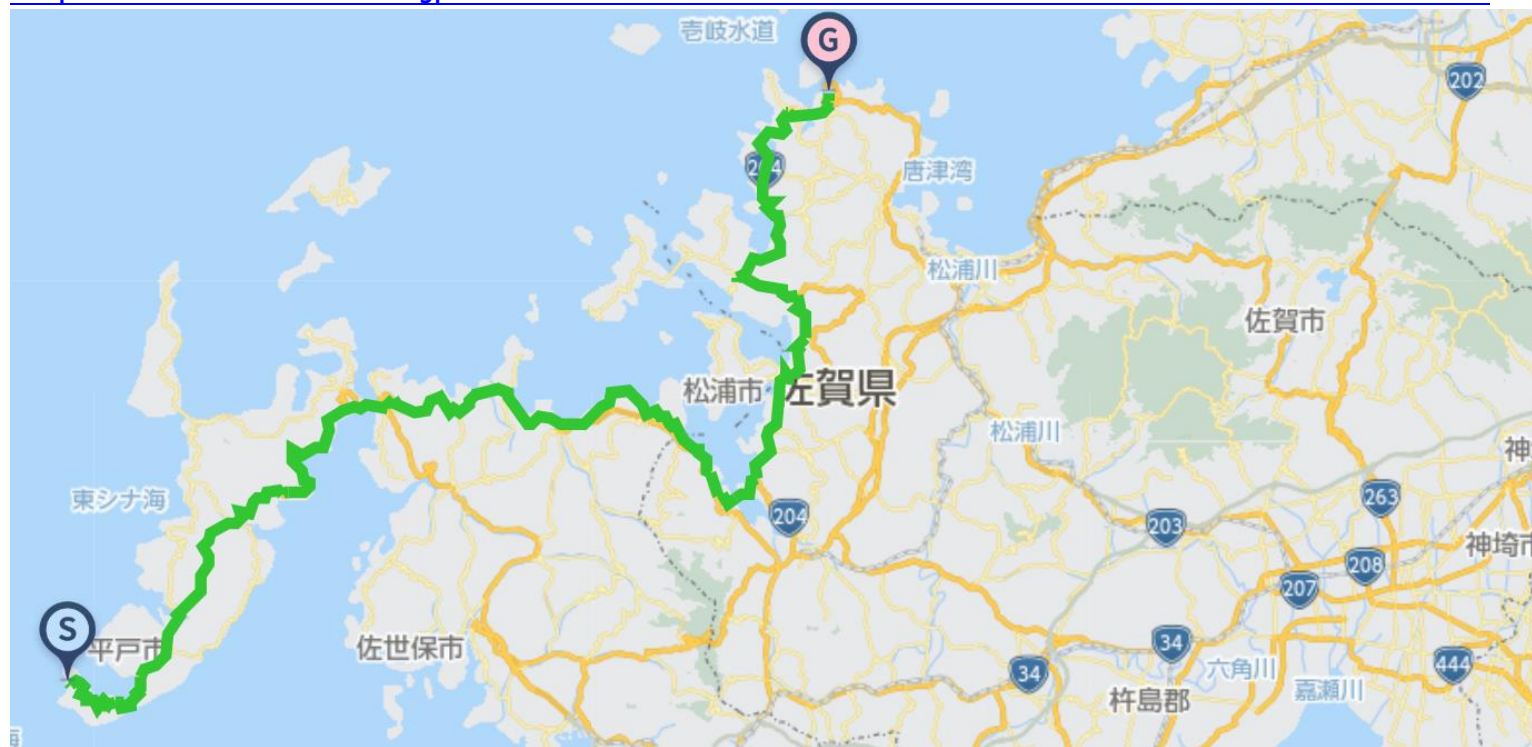 壱岐水道
G
202
204
唐津湾
松浦川
佐賀市
松浦市
佐賀県
松浦川
東シナ海
204
203
263
神埼市
208
207
S
平戸市
佐世保市
34
34
六角川
444
杵島郡
嘉瀬川